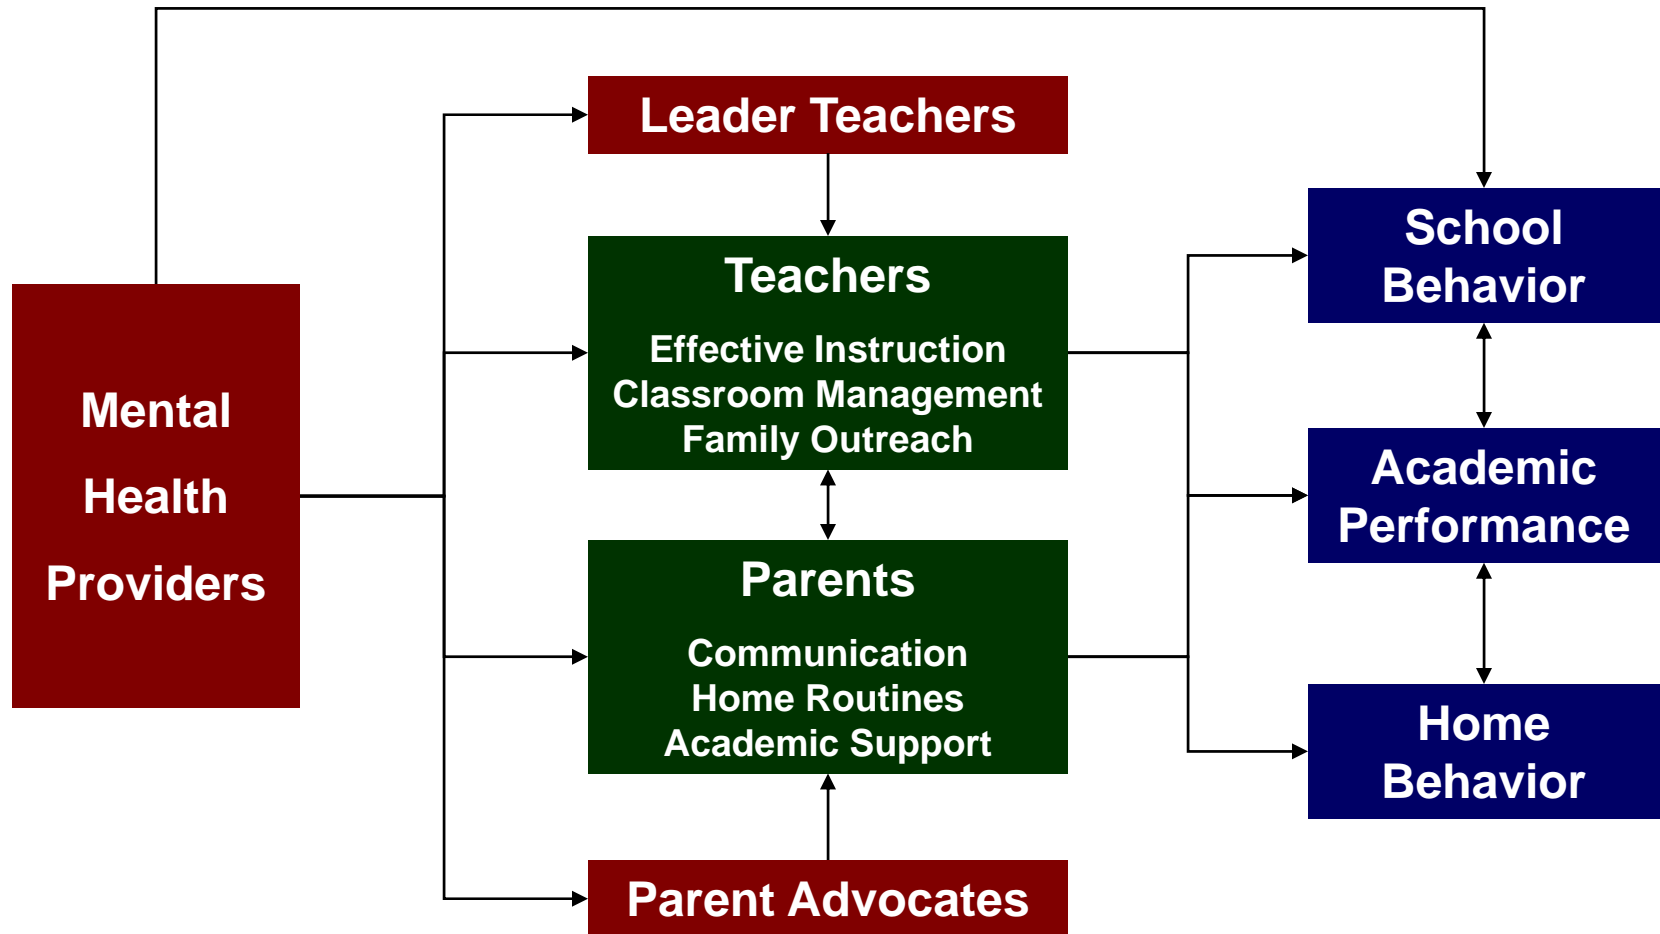 Mental
Health
Providers
Leader Teachers
Teachers
Effective Instruction
Classroom Management
Family Outreach
Parents
Communication
Home Routines
Academic Support
Parent Advocates
School
Behavior
Academic
Performance
Home
Behavior